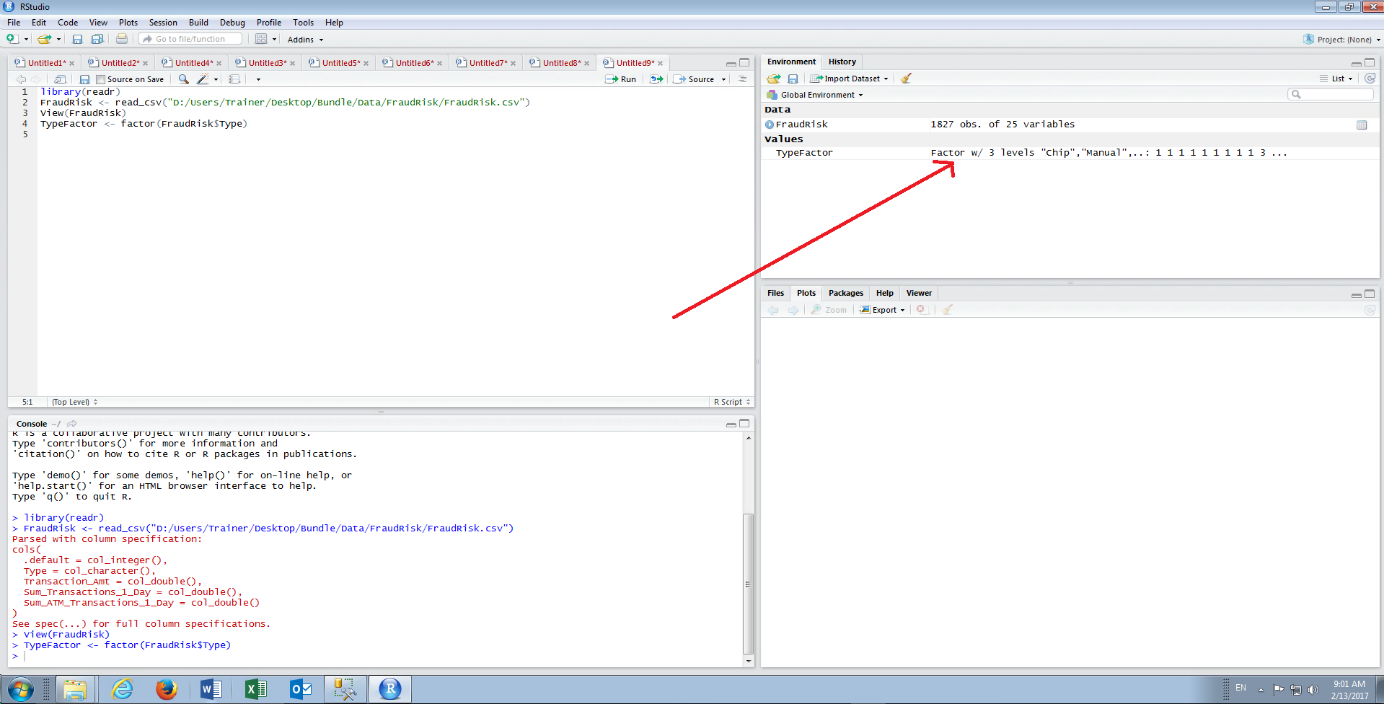 RStudio
File Edit Code View Plots Session Build Debug Profile Tools Help
Go to file/function Addins Project: (None)
Untitled1* Untitled2* Untitled4* Untitled3* Untitled5* Untitled6* Untitled7* Untitled8* Untitled9*
Source on Save Run Source
1 library(readr)
2 FraudRisk <- read_csv("D:/Users/Trainer/Desktop/Bundle/Data/FraudRisk/FraudRisk.csv")
3 View(FraudRisk)
4 TypeFactor <- factor(FraudRisk$Type)
5
5:1 (Top Level) R Script
Console ~/
R is a collaborative project with many contributors.
Type 'contributors()' for more information and
'citation()' on how to cite R or R packages in publications.
Type 'demo()' for some demos, 'help()' for on-line help, or
'help.start()' for an HTML browser interface to help.
Type 'q()' to quit R.
> library(readr)
> FraudRisk <- read_csv("D:/Users/Trainer/Desktop/Bundle/Data/FraudRisk/FraudRisk.csv")
Parsed with column specification:
cols(
.default = col_integer(),
Type = col_character(),
Transaction_Amt = col_double(),
Sum_Transactions_1_Day = col_double(),
Sum_ATM_Transactions_1_Day = col_double()
)
See spec(...) for full column specifications.
> View(FraudRisk)
> TypeFactor <- factor(FraudRisk$Type)
>
Environment History
Import Dataset List
Global Environment
Data
FraudRisk 1827 obs. of 25 variables
Values
TypeFactor Factor w/ 3 levels "Chip","Manual",..: 1 1 1 1 1 1 1 1 1 3 ...
Files Plots Packages Help Viewer
Zoom Export
EN 9:01 AM
2/13/2017